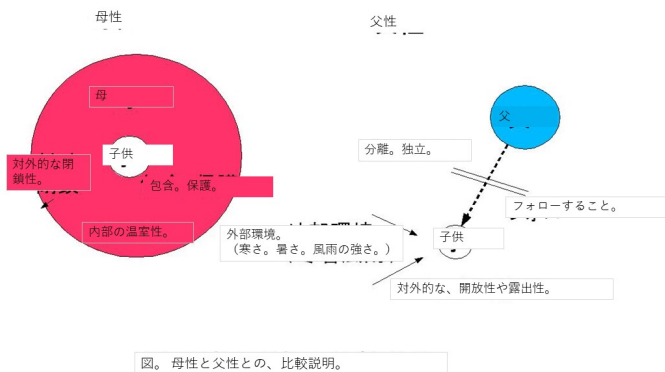 母性
父性
母
父
子供
分離。独立。
対外的な閉
鎖性。
包含。保護。
フォローすること。
内部の温室性。
外部環境。
（寒さ。暑さ。風雨の強さ。）
子供
対外的な、開放性や露出性。
図。 母性と父性との、比較説明。